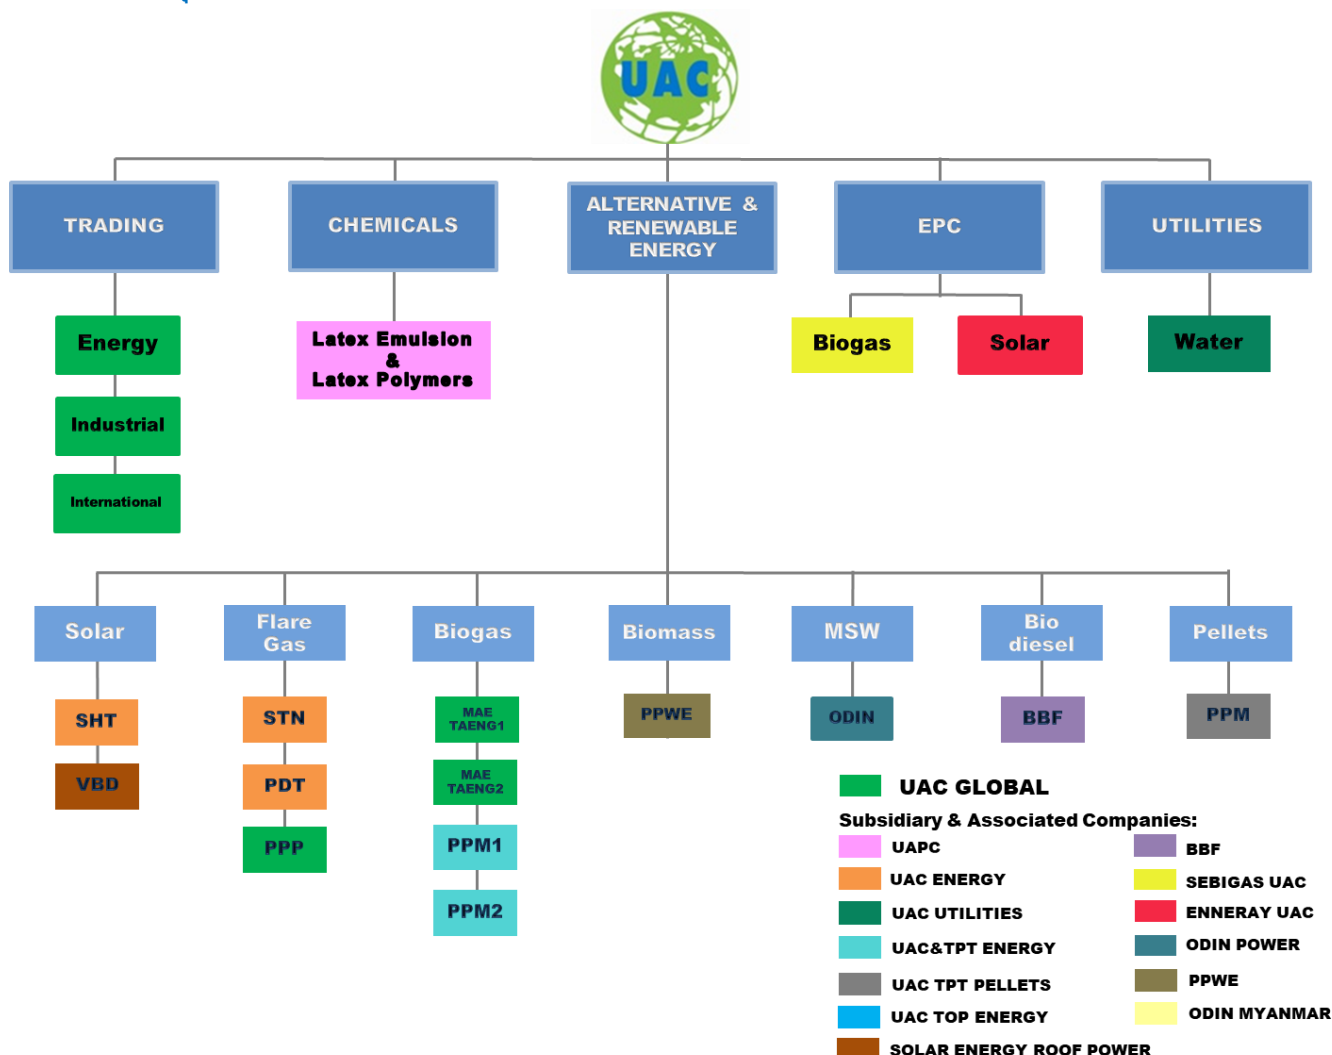 UAC
TRADING
CHEMICALS
ALTERNATIVE &
RENEWABLE
ENERGY
EPC
UTILITIES
Energy
Industrial
International
Latex Emulsion
&
Latex Polymers
Biogas
Solar
Water
Solar
Flare
Gas
Biogas
Biomass
MSW
Bio
diesel
Pellets
SHT
VBD
STN
PDT
PPP
MAE
TAENG1
MAE
TAENG2
PPM1
PPM2
PPWE
ODIN
BBF
PPM
UAC GLOBAL
Subsidiary & Associated Companies:
UAPC
UAC ENERGY
UAC UTILITIES
UAC&TPT ENERGY
UAC TPT PELLETS
UAC TOP ENERGY
SOLAR ENERGY ROOF POWER
BBF
SEBIGAS UAC
ENNERAY UAC
ODIN POWER
PPWE
ODIN MYANMAR